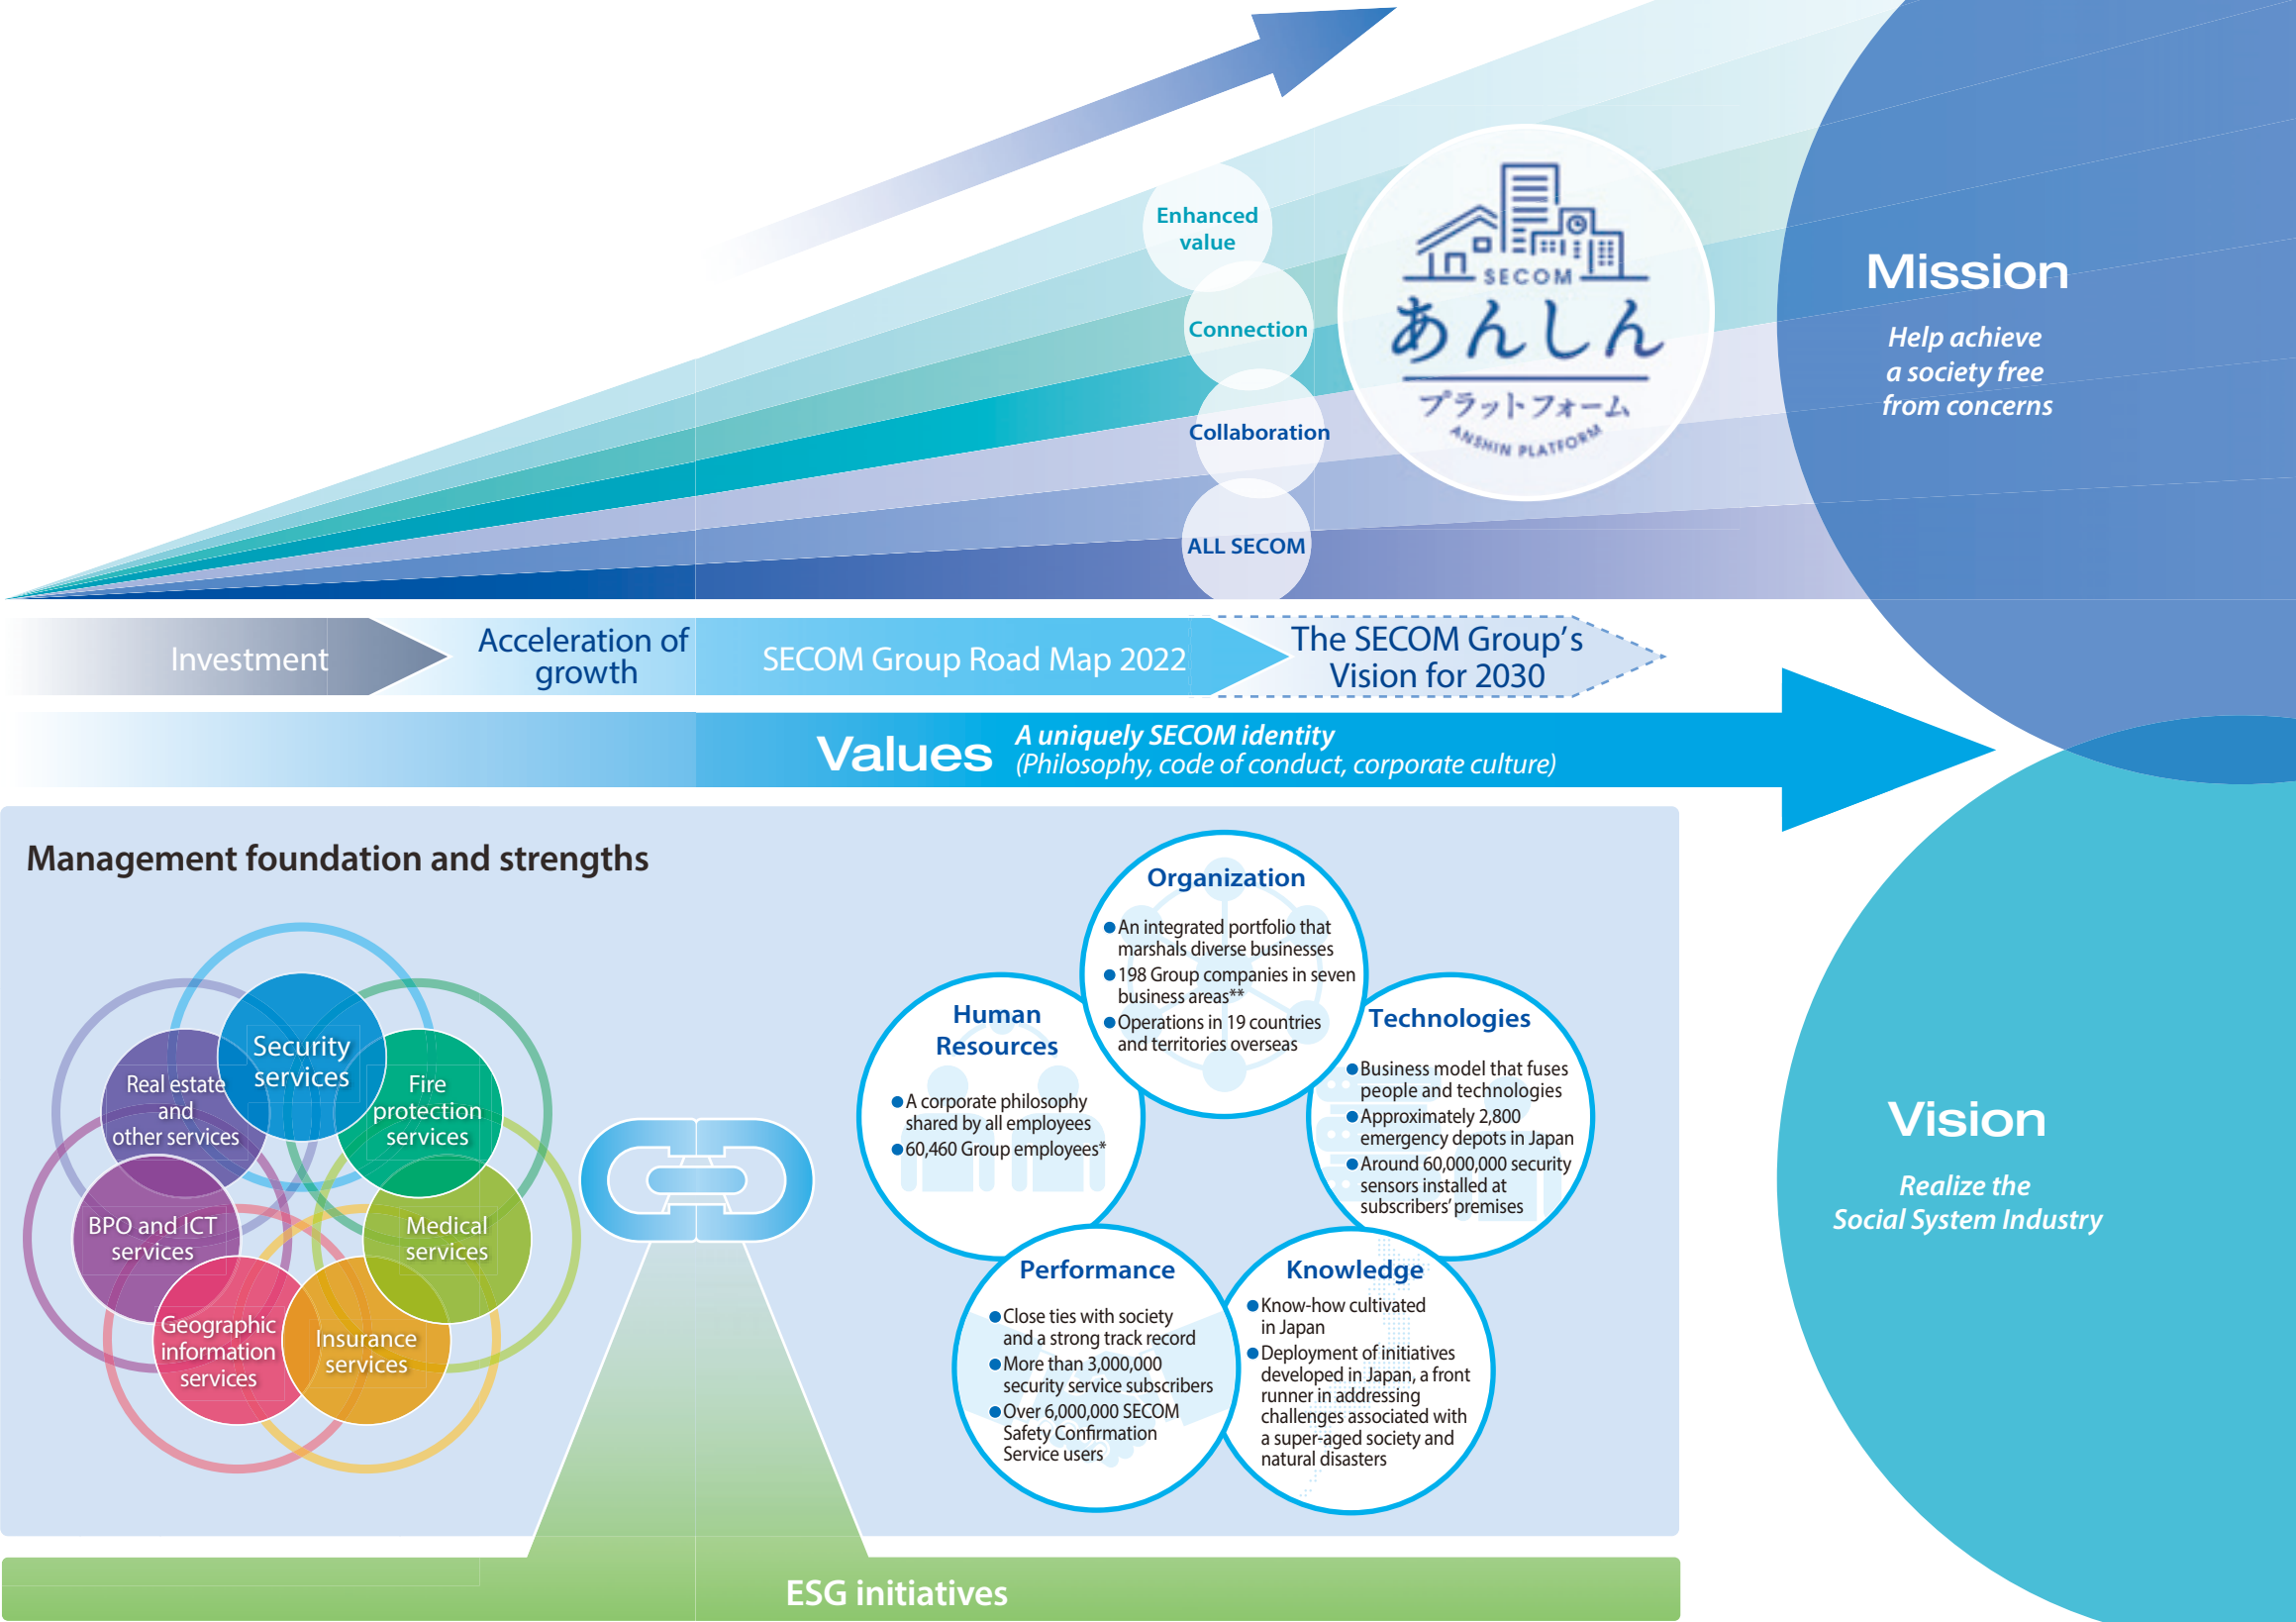 Enhanced
value
Connection
Collaboration
ALL SECOM
SECOM
あんしん
プラットフォーム
ANSHIN PLATFORM
Mission
Help achieve
a society free
from concerns
Investment
Acceleration of
growth
SECOM Group Road Map 2022
The SECOM Group's
Vision for 2030
Values
A uniquely SECOM identity
(Philosophy, code of conduct, corporate culture)
Management foundation and strengths
Security
services
Fire
protection
services
Medical
services
Insurance
services
Geographic
information
services
BPO and ICT
services
Real estate
and
other services
Organization
●An integrated portfolio that
marshals diverse businesses
●198 Group companies in seven
business areas**
●Operations in 19 countries
and territories overseas
Human
Resources
●A corporate philosophy
shared by all employees
●60,460 Group employees*
Technologies
●Business model that fuses
people and technologies
●Approximately 2,800
emergency depots in Japan
●Around 60,000,000 security
sensors installed at
subscribers' premises
Performance
●Close ties with society
and a strong track record
●More than 3,000,000
security service subscribers
●Over 6,000,000 SECOM
Safety Confirmation
Service users
Knowledge
●Know-how cultivated
in Japan
●Deployment of initiatives
developed in Japan, a front
runner in addressing
challenges associated with
a super-aged society and
natural disasters
Vision
Realize the
Social System Industry
ESG initiatives